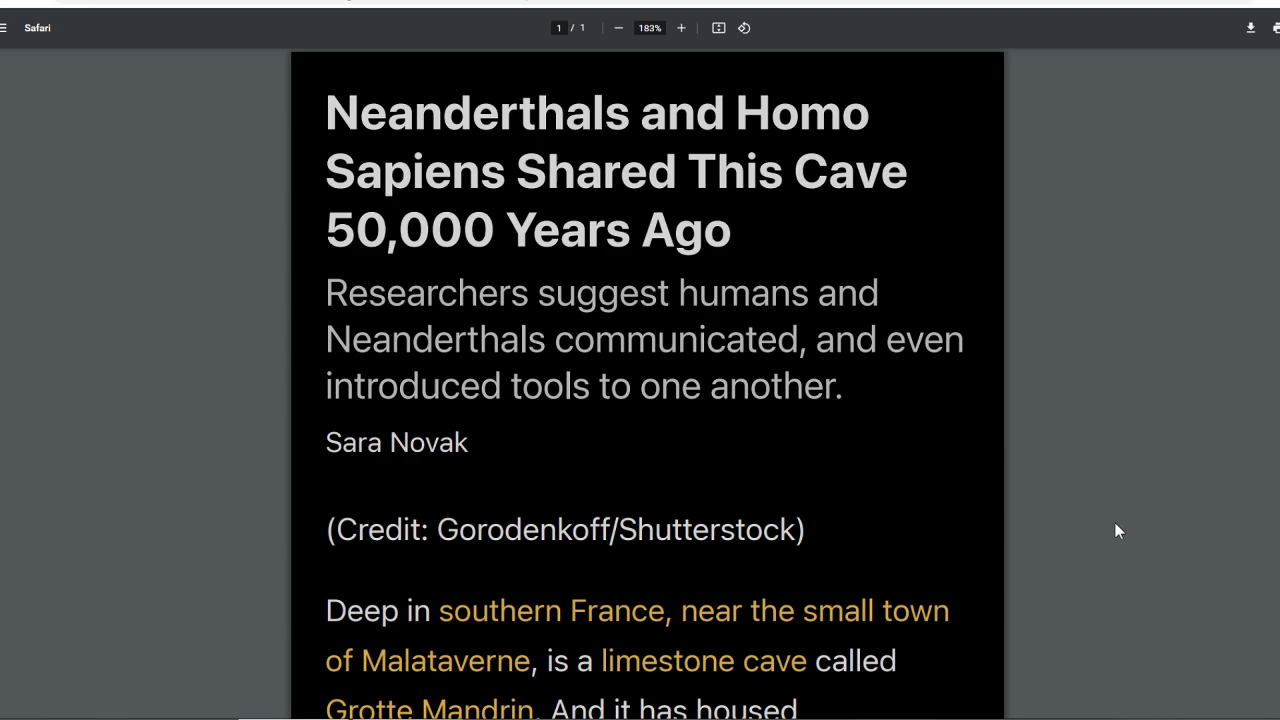 Safari
1 / 1
183%
Neanderthals and Homo
Sapiens Shared This Cave
50,000 Years Ago
Researchers suggest humans and
Neanderthals communicated, and even
introduced tools to one another.
Sara Novak
(Credit: Gorodenkoff/Shutterstock)
Deep in southern France, near the small town
of Malataverne, is a limestone cave called
Grotte Mandrin. And it has housed